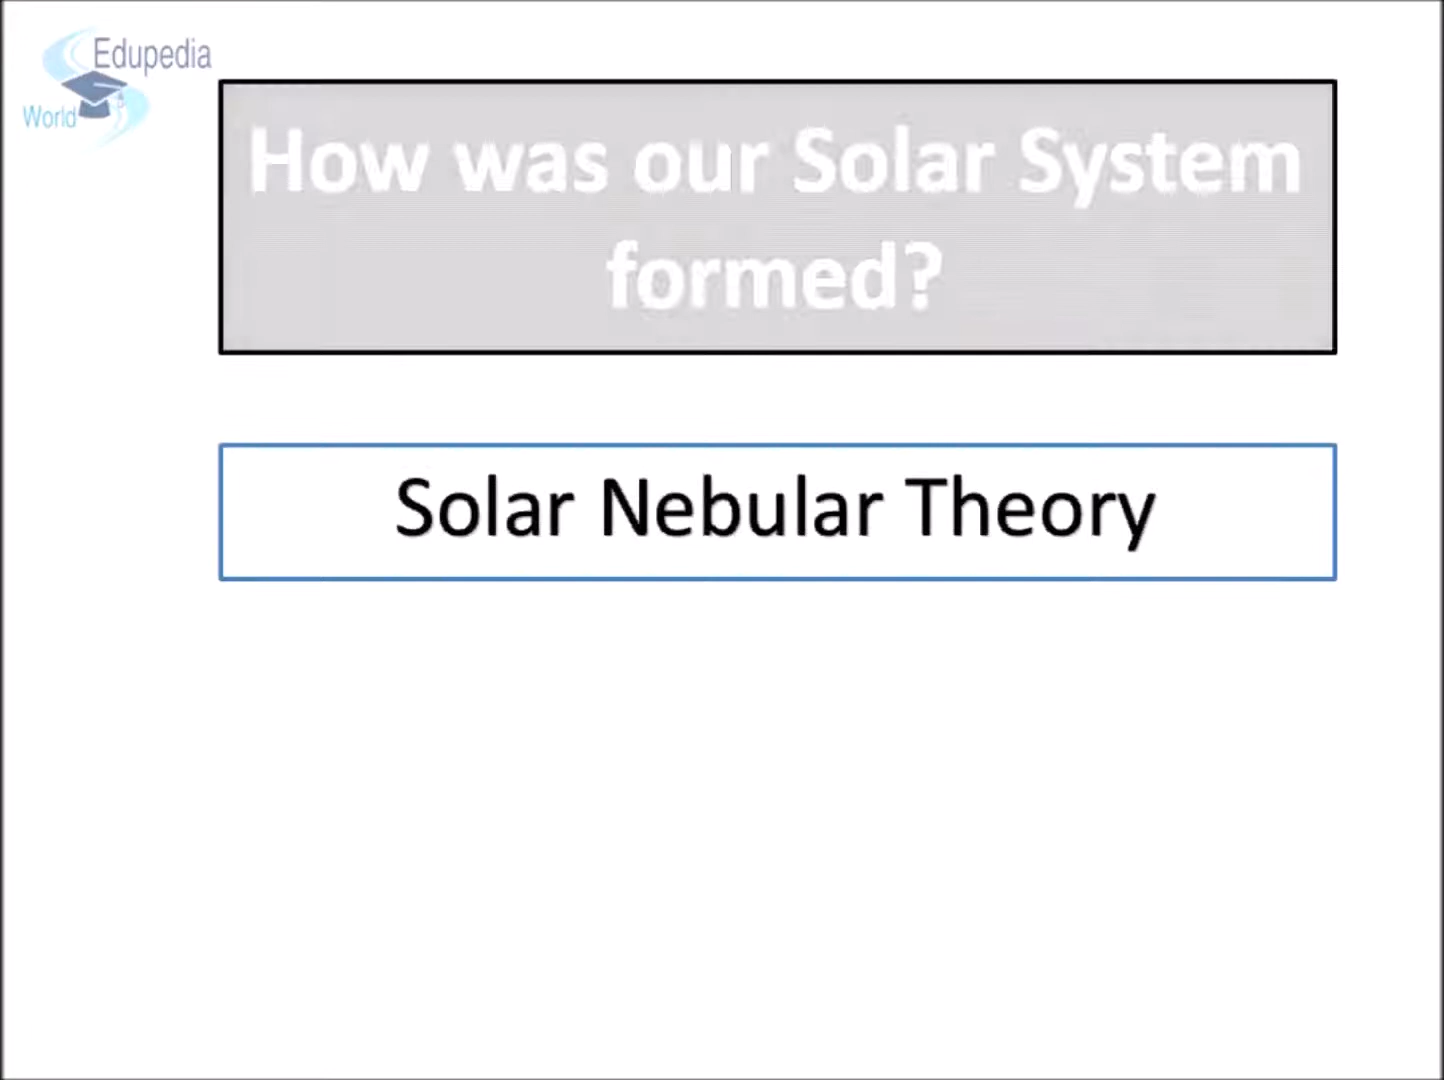 Edupedia
World
How was our Solar System
formed?
Solar Nebular Theory